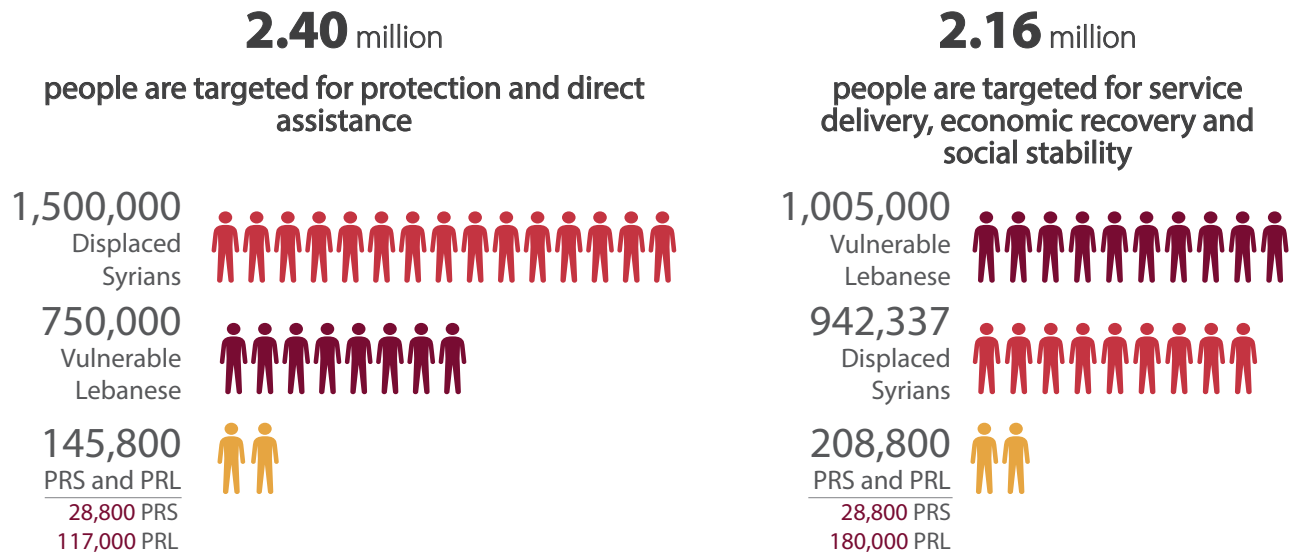 2.40 million
people are targeted for protection and direct
assistance
1,500,000
Displaced
Syrians
750,000
Vulnerable
Lebanese
145,800
PRS and PRL
28,800 PRS
117,000 PRL
2.16 million
people are targeted for service
delivery, economic recovery and
social stability
1,005,000
Vulnerable
Lebanese
942,337
Displaced
Syrians
208,800
PRS and PRL
28,800 PRS
180,000 PRL